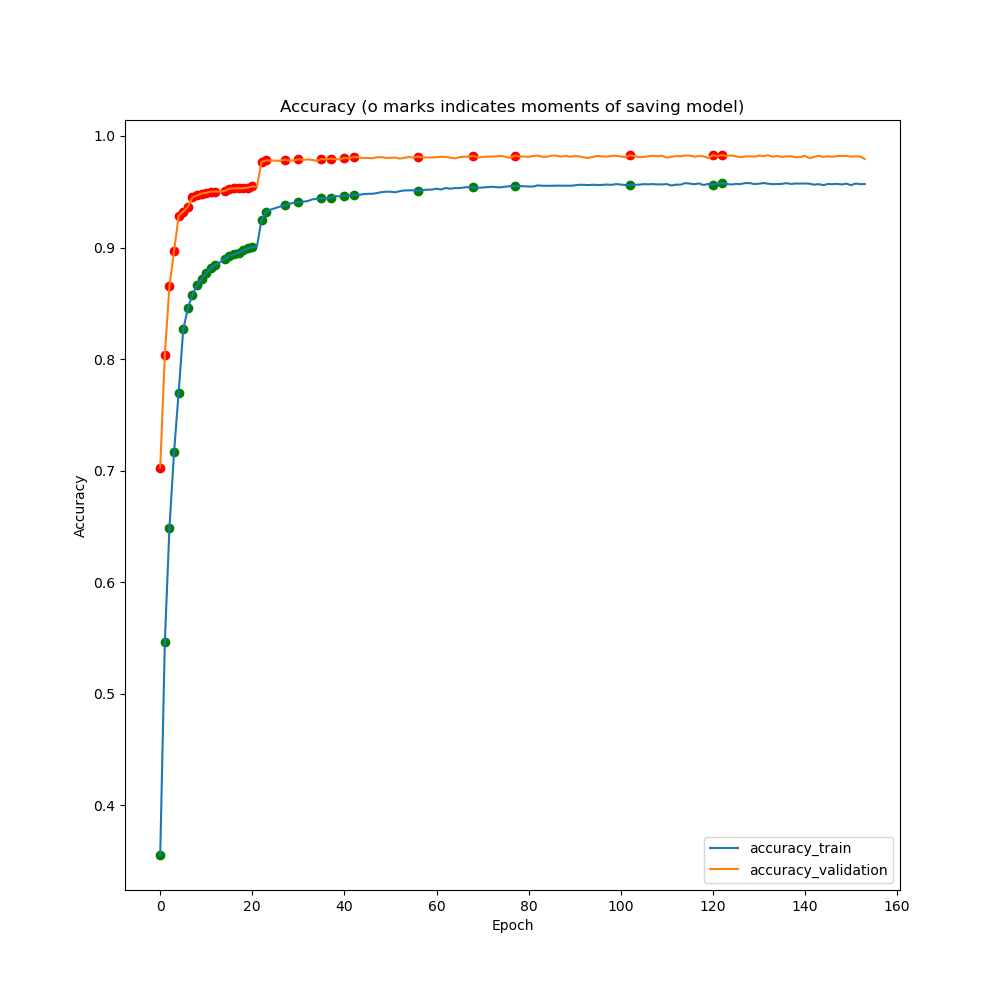 Accuracy (o marks indicates moments of saving model)
1.0
0.9
0.8
0.7
0.6
0.5
0.4
Accuracy
0 20 40 60 80 100 120 140 160
Epoch
accuracy_train
accuracy_validation